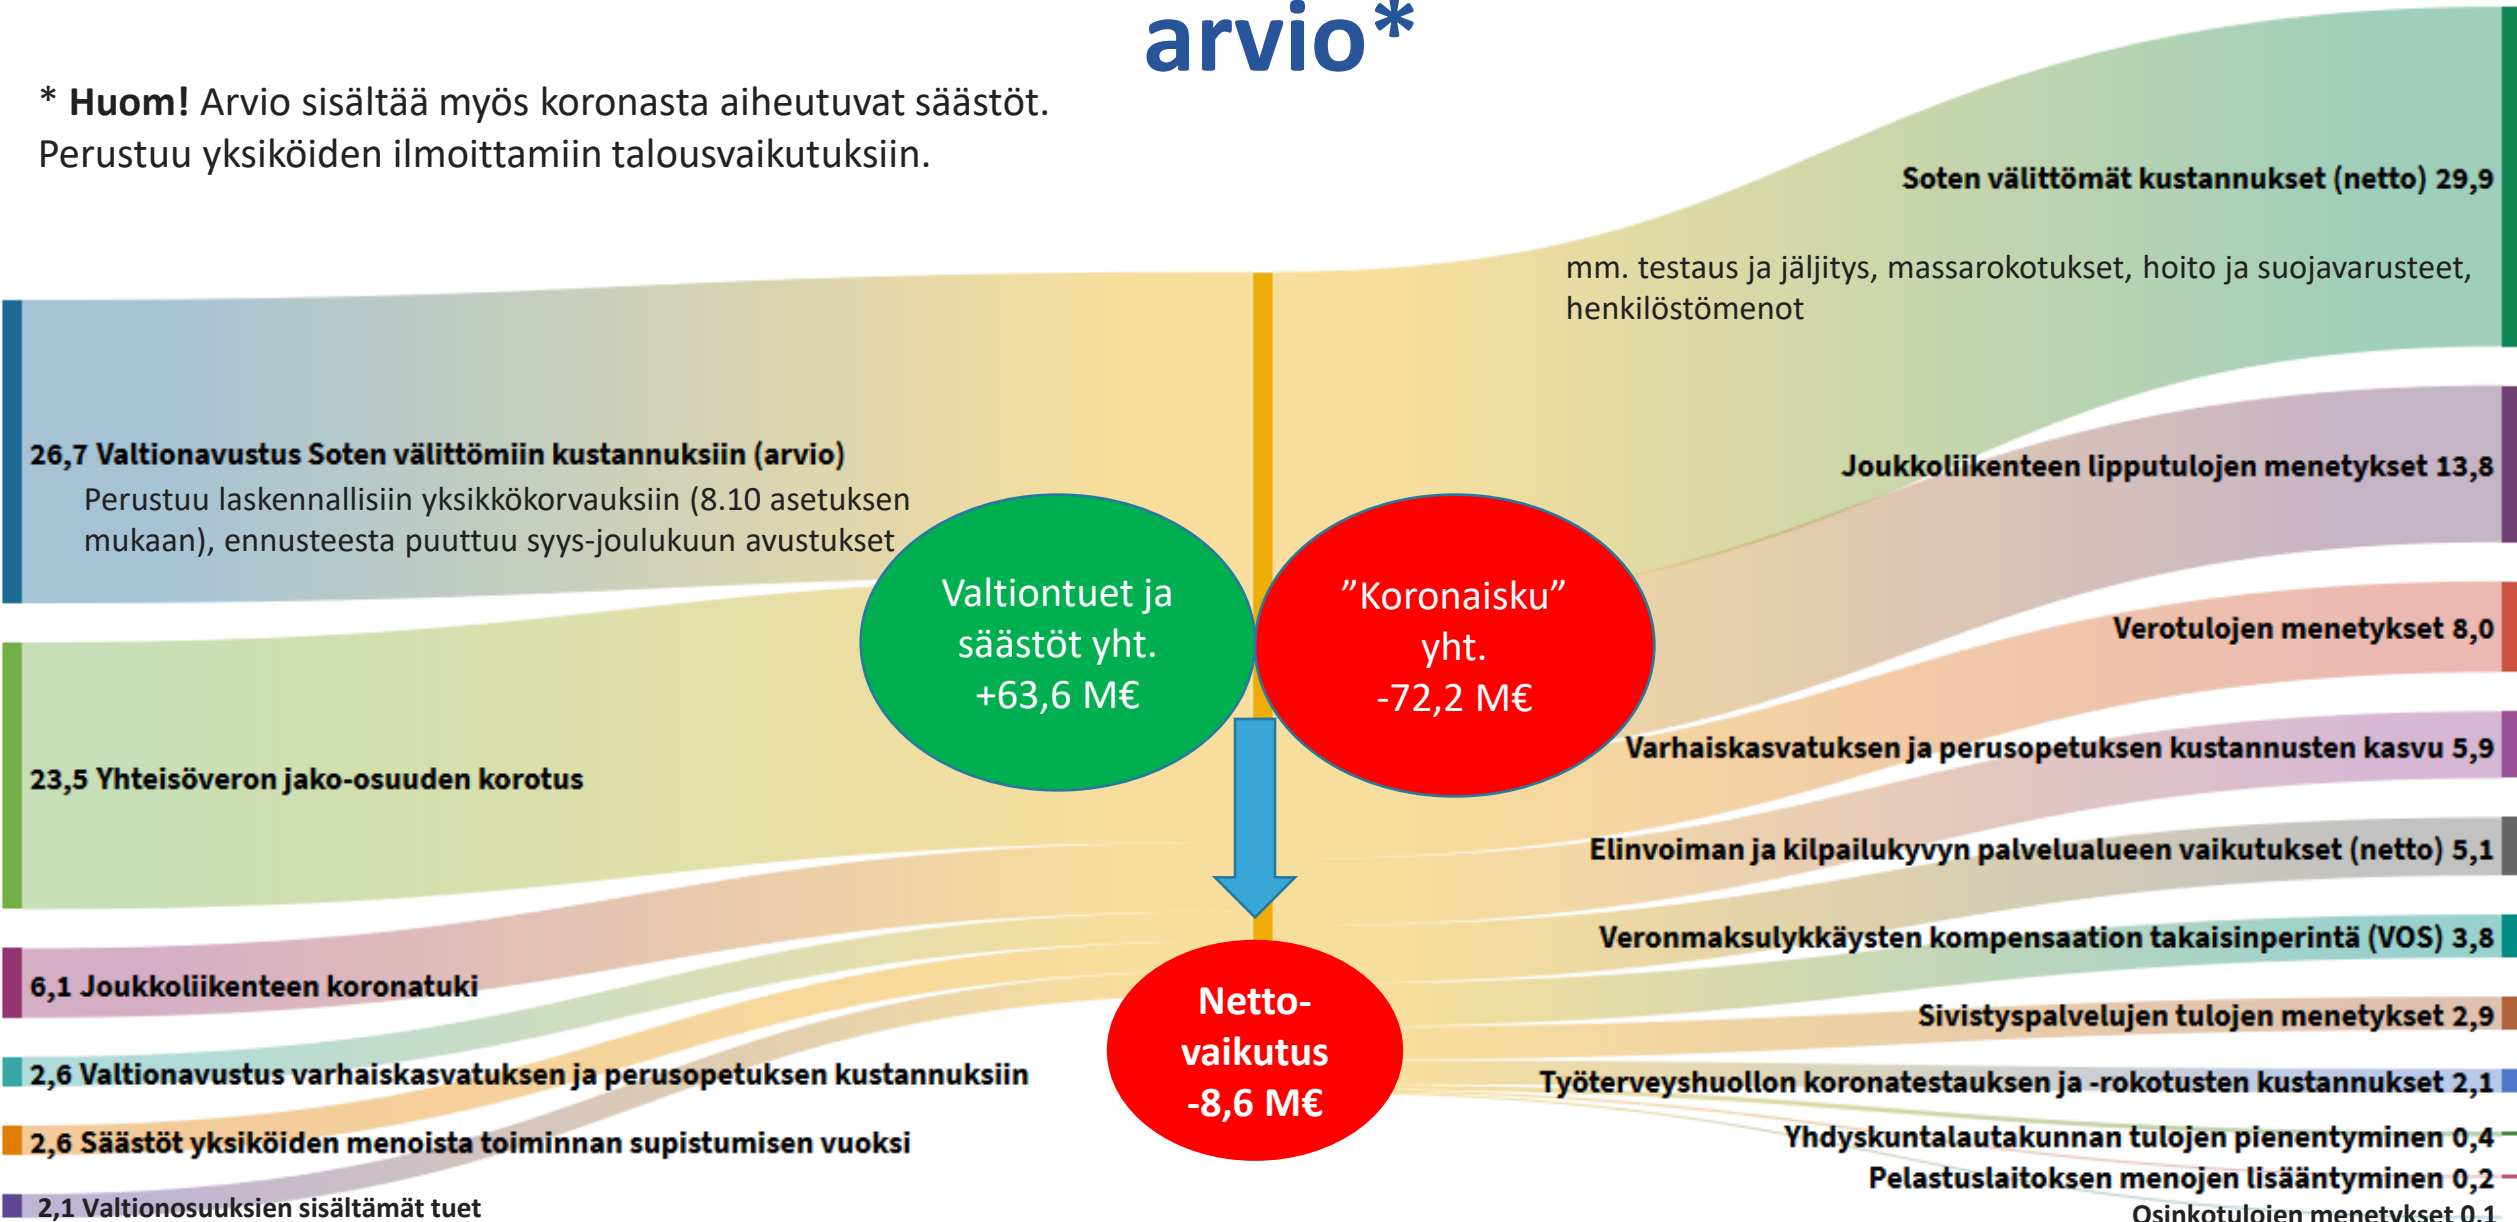 arvio*
* Huom! Arvio sisältää myös koronasta aiheutuvat säästöt.
Perustuu yksiköiden ilmoittamiin talousvaikutuksiin.
26,7 Valtionavustus Soten välittömiin kustannuksiin (arvio)
Perustuu laskennallisiin yksikkökorvauksiin (8.10 asetuksen
mukaan), ennusteesta puuttuu syys-joulukuun avustukset
23,5 Yhteisöveron jako-osuuden korotus
6,1 Joukkoliikenteen koronatuki
2,6 Valtionavustus varhaiskasvatuksen ja perusopetuksen kustannuksiin
2,6 Säästöt yksiköiden menoista toiminnan supistumisen vuoksi
2,1 Valtionosuuksien sisältämät tuet
Valtiontuet ja
säästöt yht.
+63,6 M€
”Koronaisku”
yht.
-72,2 M€
Netto-
vaikutus
-8,6 M€
Soten välittömät kustannukset (netto) 29,9
mm. testaus ja jäljitys, massarokotukset, hoito ja suojavarusteet,
henkilöstömenot
Joukkoliikenteen lipputulojen menetykset 13,8
Verotulojen menetykset 8,0
Varhaiskasvatuksen ja perusopetuksen kustannusten kasvu 5,9
Elinvoiman ja kilpailukyvyn palvelualueen vaikutukset (netto) 5,1
Veronmaksulykkäysten kompensaation takaisinperintä (VOS) 3,8
Sivistyspalvelujen tulojen menetykset 2,9
Työterveyshuollon koronatestauksen ja -rokotusten kustannukset 2,1
Yhdyskuntalautakunnan tulojen pienentyminen 0,4
Pelastuslaitoksen menojen lisääntyminen 0,2
Osinkotulojen menetykset 0,1